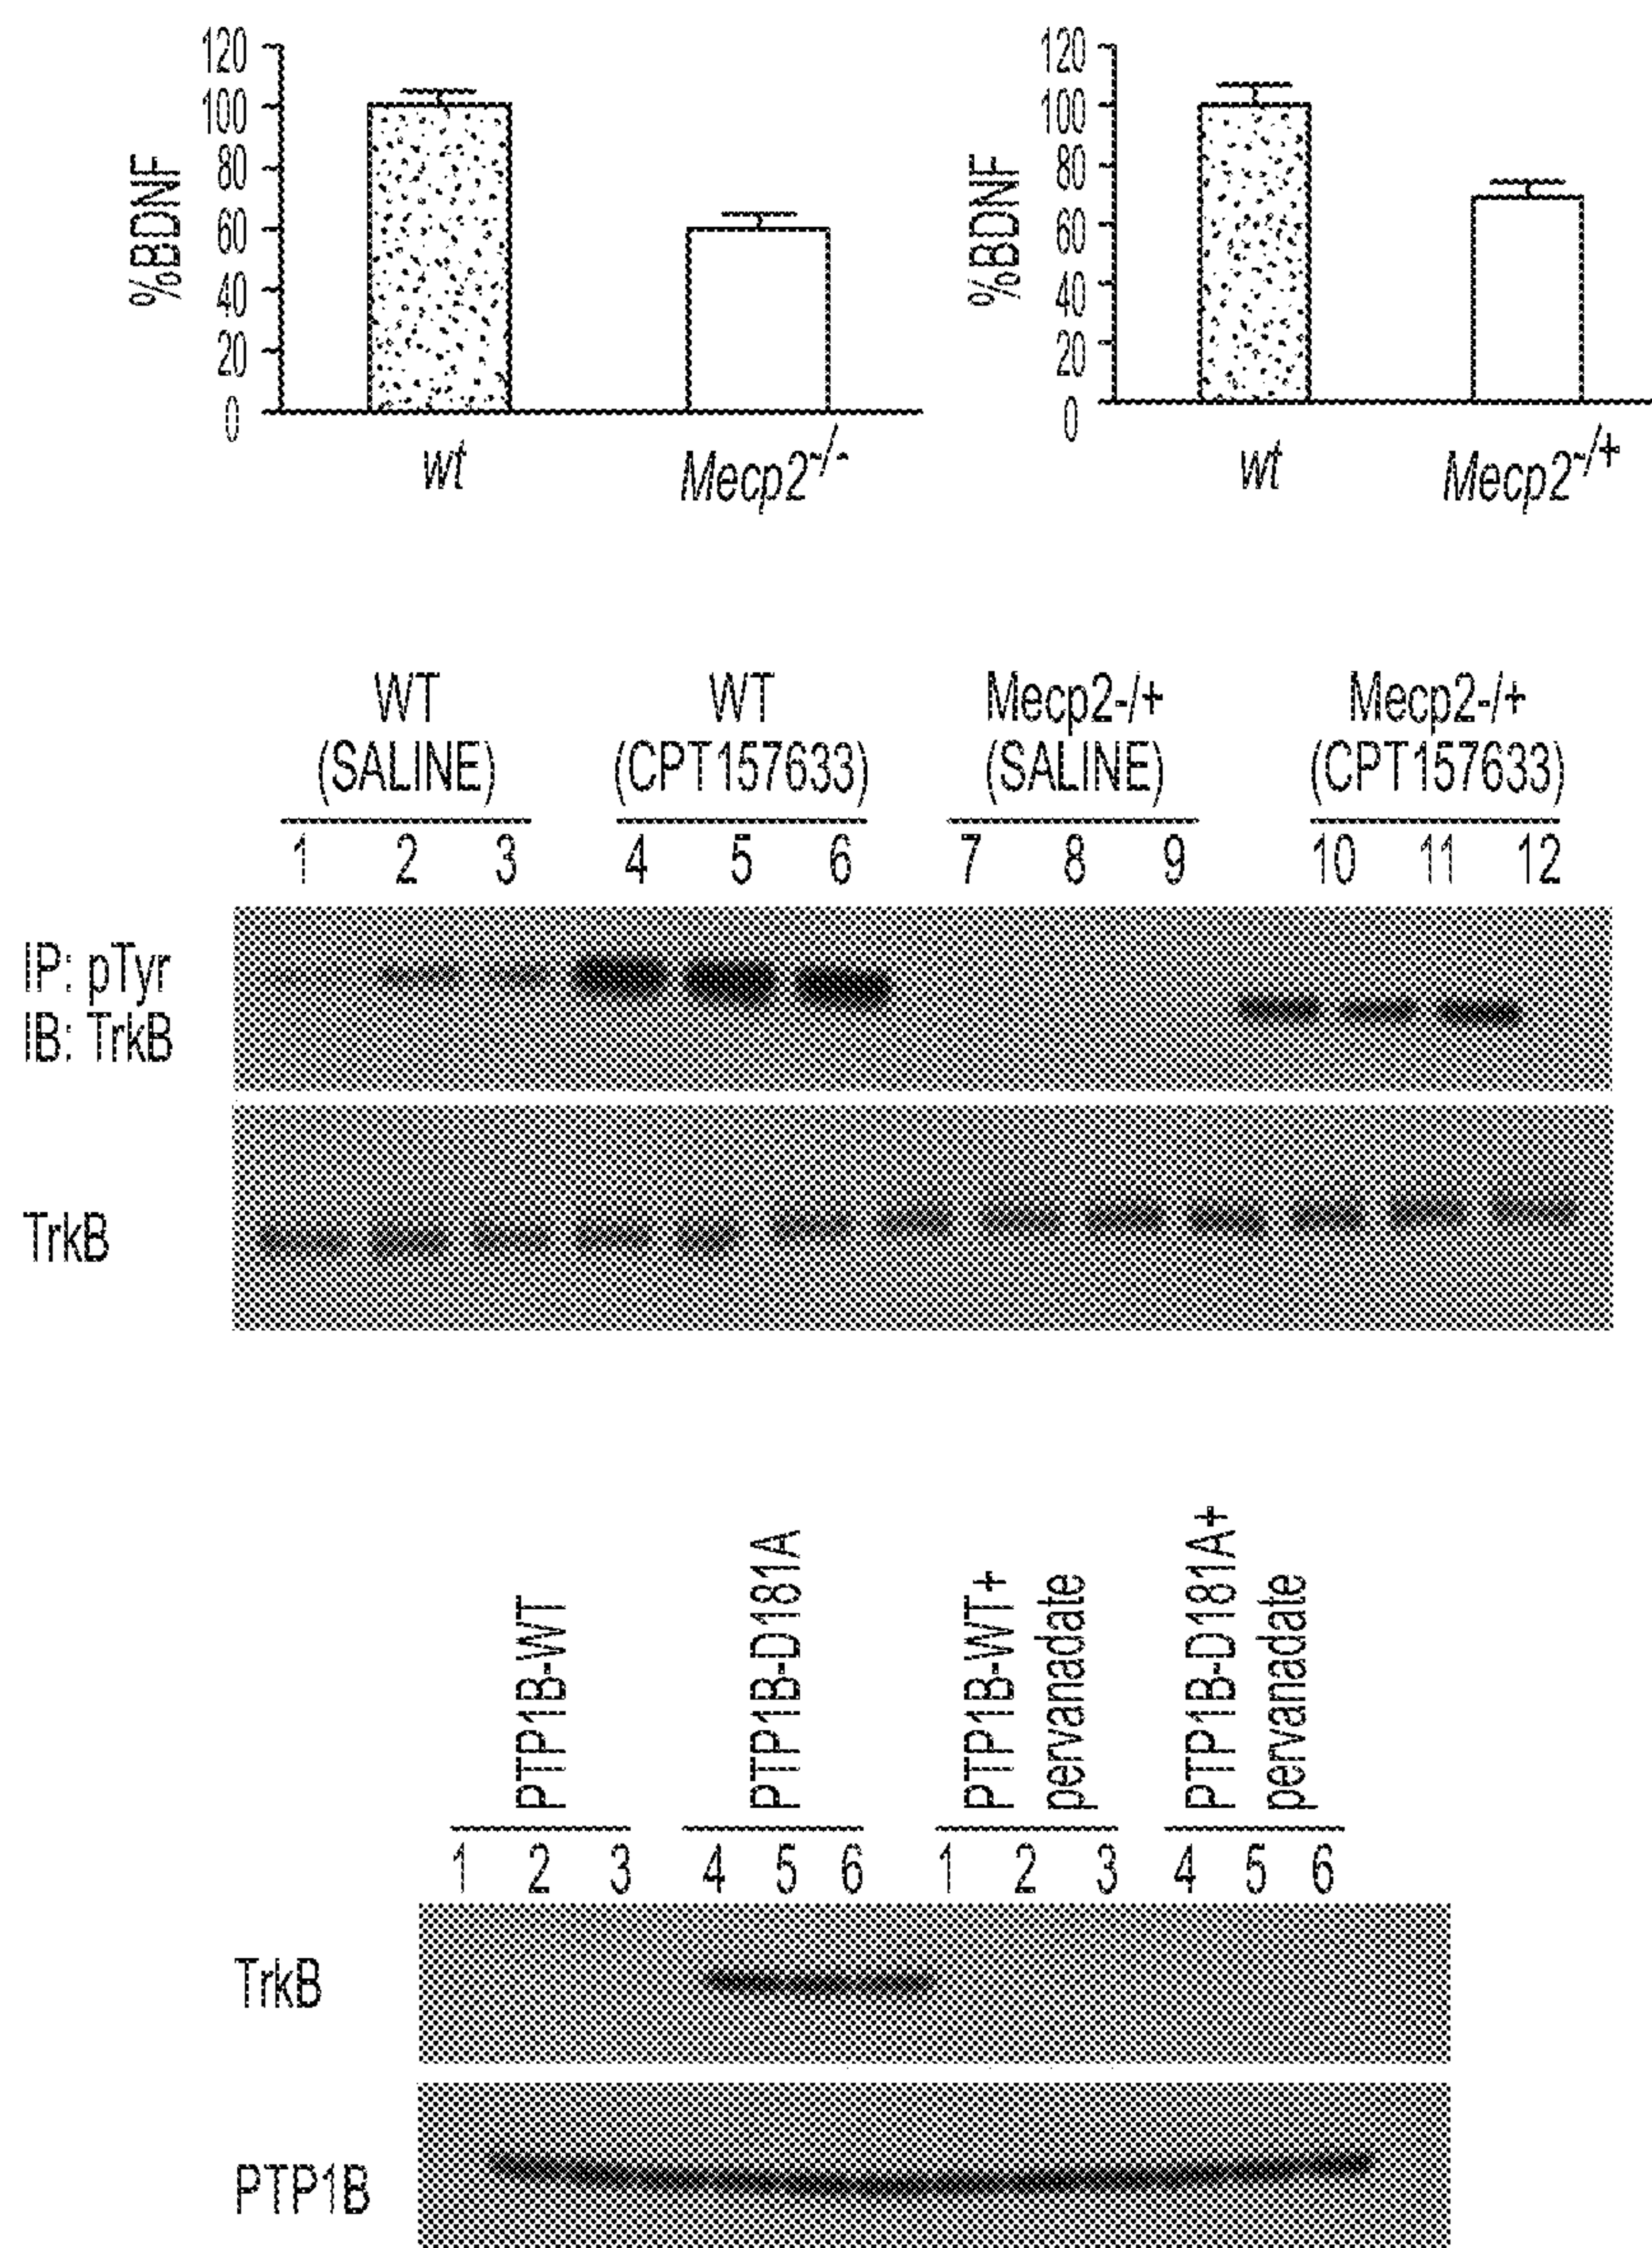 120
100
80
60
40
20
0
%BDNF
wt
Mecp2-/-
120
100
80
60
40
20
0
%BDNF
wt
Mecp2-/+
WT
(SALINE)
WT
(CPT157633)
Mecp2-/+
(SALINE)
Mecp2-/+
(CPT157633)
1 2 3 4 5 6 7 8 9 10 11 12
IP: pTyr
IB: TrkB
TrkB
PTP1B-WT
PTP1B-D181A
PTP1B-WT+
pervanadate
PTP1B-D181A+
pervanadate
1 2 3 4 5 6 1 2 3 4 5 6
TrkB
PTP1B